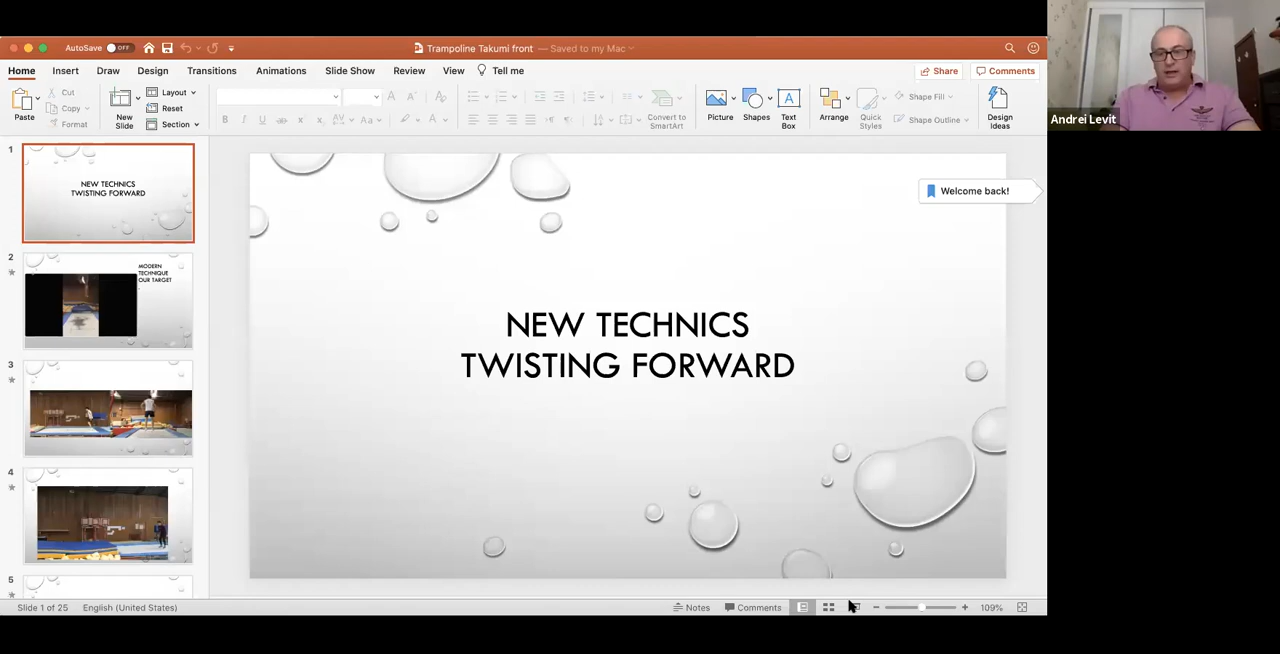 AutoSave OFF
Trampoline Takumi front — Saved to my Mac
Home Insert Draw Design Transitions Animations Slide Show Review View Tell me Share Comments
Paste Cut Copy Format
New Slide Layout Reset Section
Convert to SmartArt
Picture Shapes Text Box Arrange Quick Styles Shape Fill Shape Outline Design Ideas
Andrei Levit
1
NEW TECHNICS
TWISTING FORWARD
2
MODERN
TECHNIQUE
OUR TARGET
3
4
5
Welcome back!
NEW TECHNICS
TWISTING FORWARD
Slide 1 of 25 English (United States) Notes Comments 109%